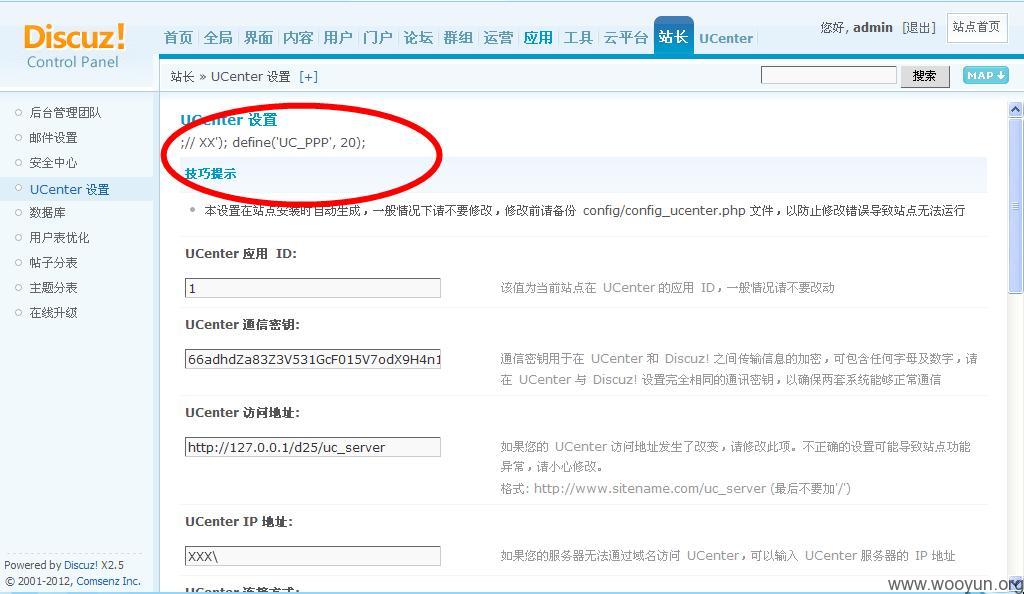 Discuz!
Control Panel
首页 全局 界面 内容 用户 门户 论坛 群组 运营 应用 工具 云平台 站长 UCenter
您好, admin [退出] 站点首页
站长 » UCenter 设置 [+]
搜索 MAP ↓
后台管理团队
邮件设置
安全中心
UCenter 设置
数据库
用户表优化
帖子分表
主题分表
在线升级
UCenter 设置
;// XX'); define('UC_PPP', 20);
技巧提示
本设置在站点安装时自动生成，一般情况下请不要修改，修改前请备份 config/config_ucenter.php 文件，以防止修改错误导致站点无法运行
UCenter 应用 ID:
1
该值为当前站点在 UCenter 的应用 ID，一般情况请不要改动
UCenter 通信密钥:
66adhdZa83Z3V531GcF015V7odX9H4n1
通信密钥用于在 UCenter 和 Discuz! 之间传输信息的加密，可包含任何字母及数字，请
在 UCenter 与 Discuz! 设置完全相同的通讯密钥，以确保两套系统能够正常通信
UCenter 访问地址:
http://127.0.0.1/d25/uc_server
如果您的 UCenter 访问地址发生了改变，请修改此项。不正确的设置可能导致站点功能
异常，请小心修改。
格式: http://www.sitename.com/uc_server (最后不要加'/')
UCenter IP 地址:
XXX\
如果您的服务器无法通过域名访问 UCenter，可以输入 UCenter 服务器的 IP 地址
UCenter 连接方式:
Powered by Discuz! X2.5
© 2001-2012, Comsenz Inc.
www.wooyun.org